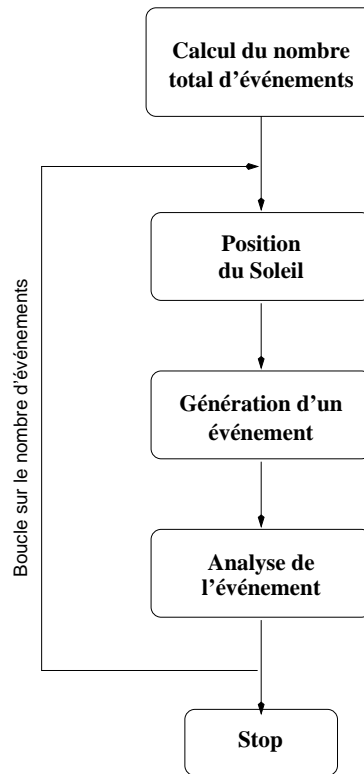 Calcul du nombre
total d'événements
Position
du Soleil
Génération d'un
événement
Analyse de
l'événement
Stop
Boucle sur le nombre d'événements